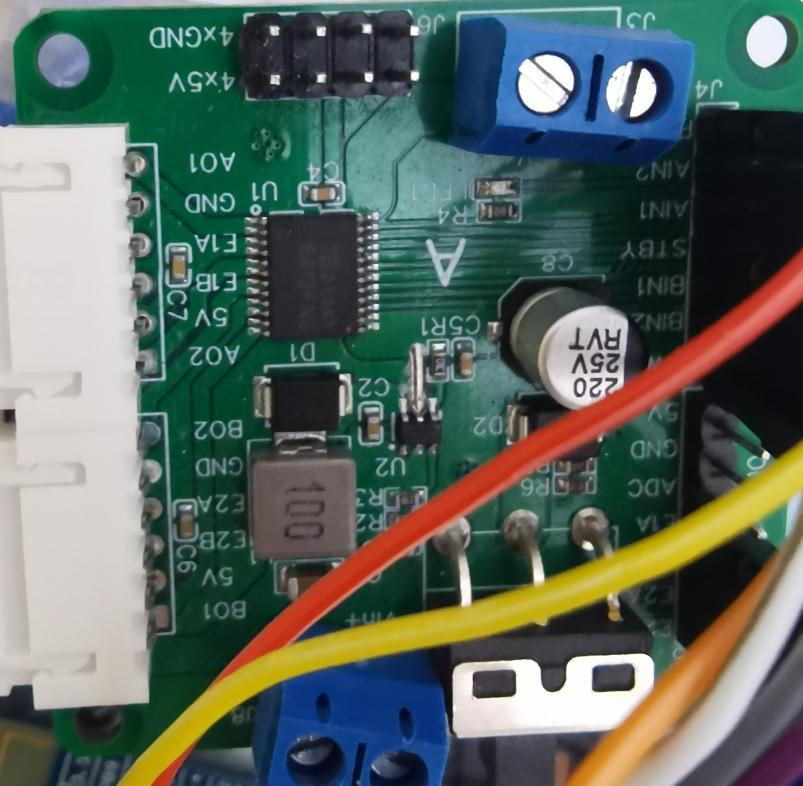 4xGND
4x5V
J6
J4
AO1
GND
E1A
E1B
5V
AO2
C7
U1
C4
R4
A
C8
AIN2
AIN1
STBY
BIN1
BIN2
D1
C5
R1
220
25V
RVT
BO2
GND
E2A
E2B
5V
BO1
C6
C2
U2
100
R3
R2
D2
R6
5V
GND
ADC
E1A
Vin+